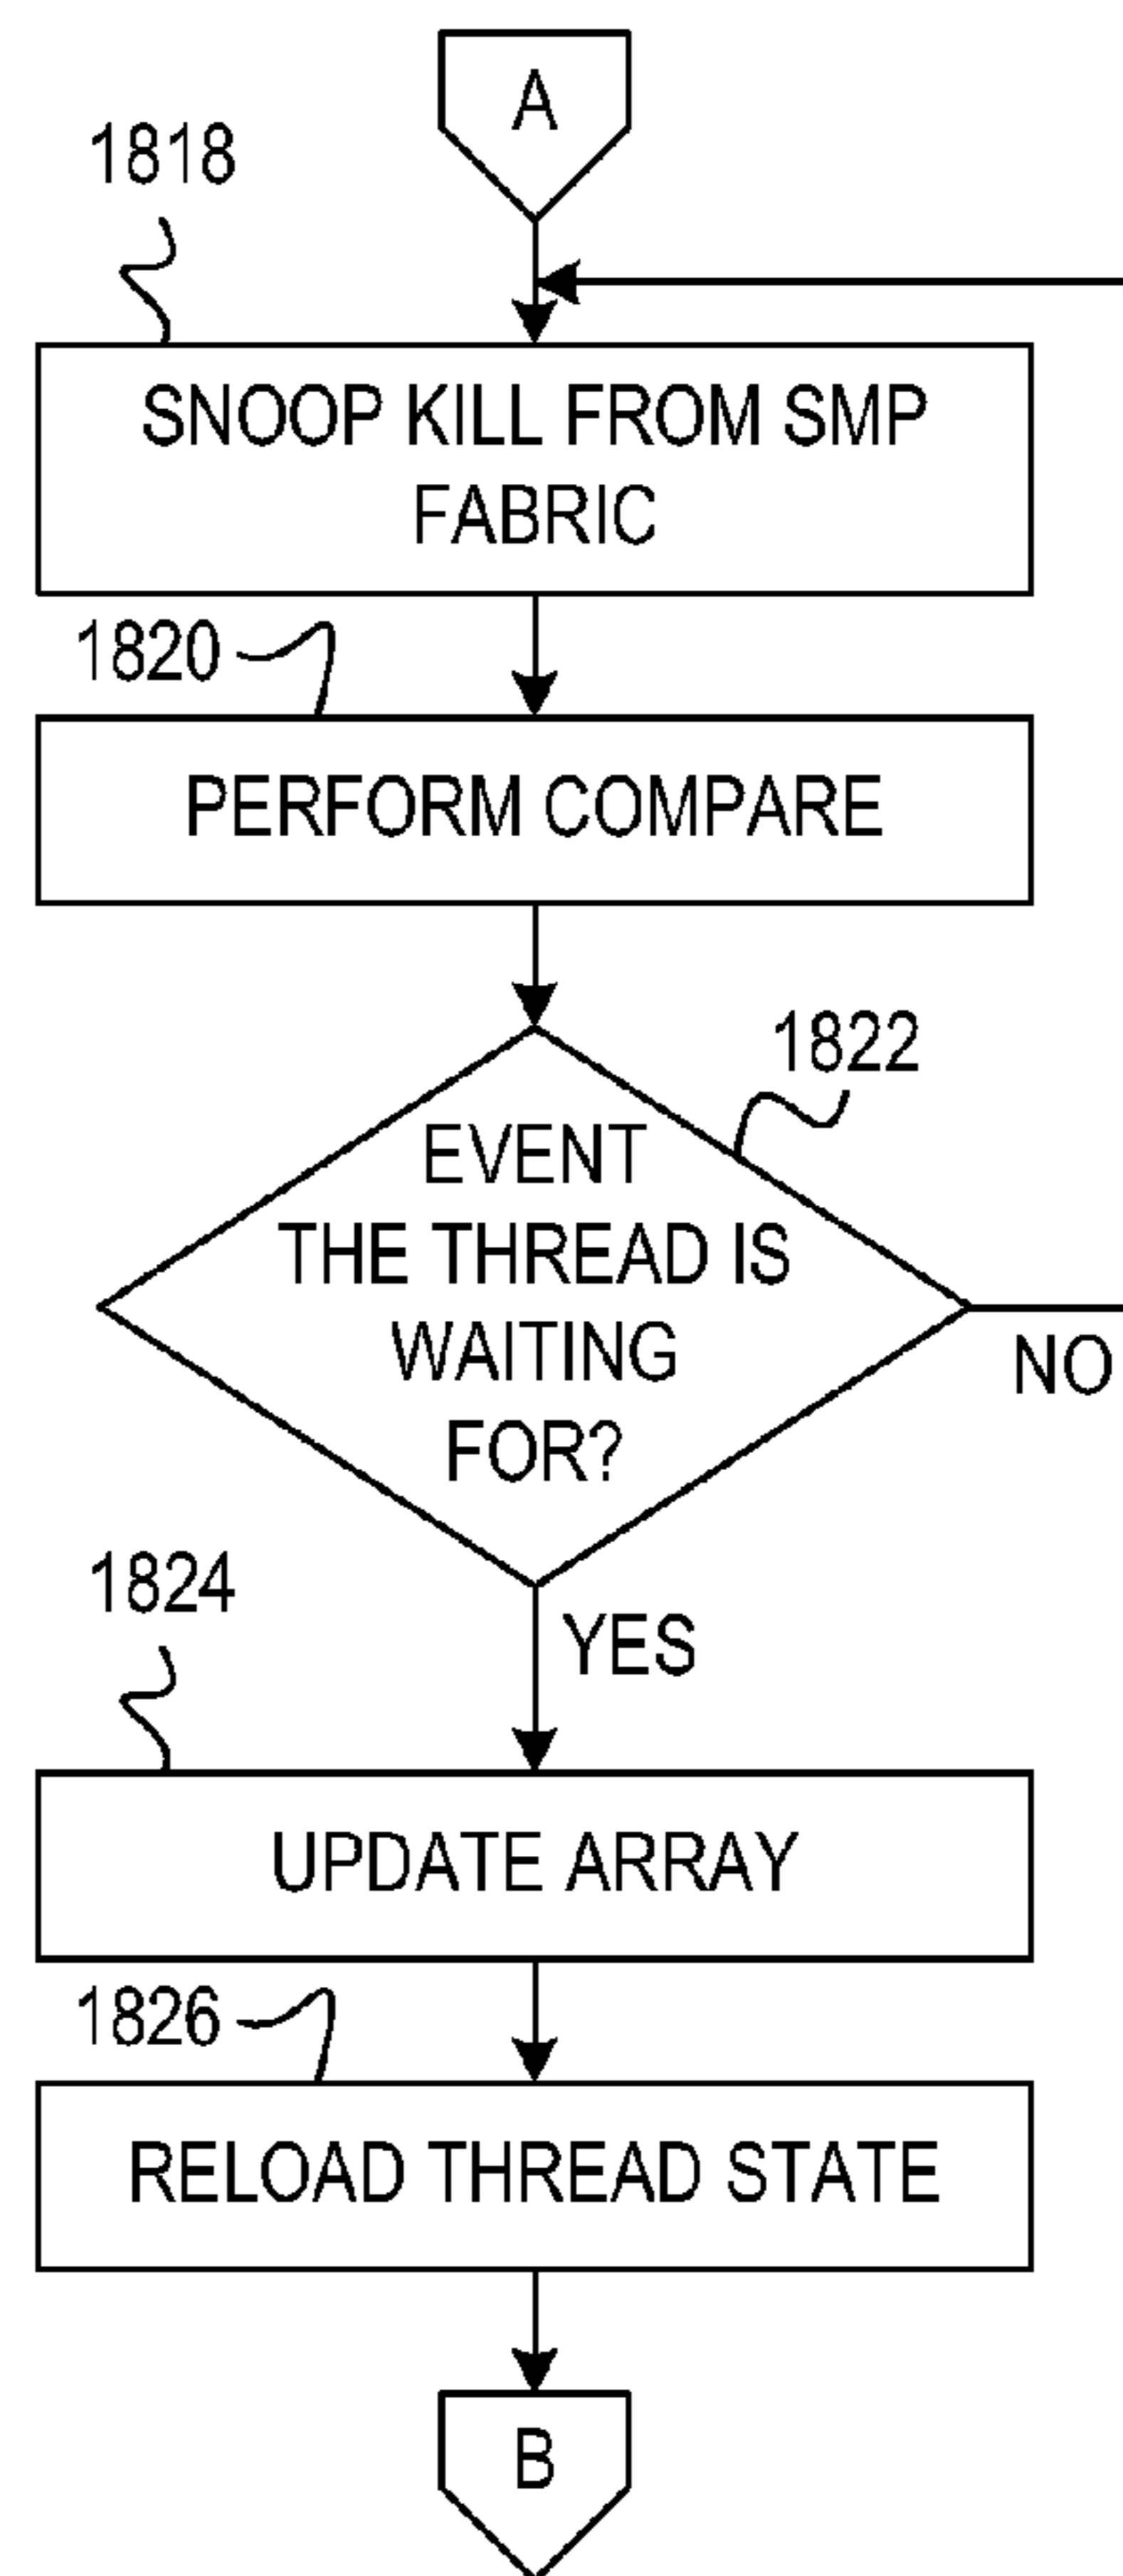 A
1818
SNOOP KILL FROM SMP
FABRIC
1820
PERFORM COMPARE
1822
EVENT
THE THREAD IS
WAITING
FOR?
NO
1824
YES
UPDATE ARRAY
1826
RELOAD THREAD STATE
B